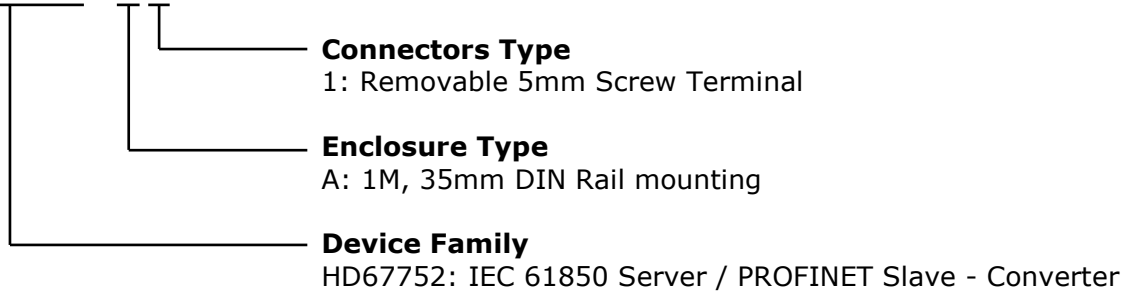 Connectors Type
1: Removable 5mm Screw Terminal
Enclosure Type
A: 1M, 35mm DIN Rail mounting
Device Family
HD67752: IEC 61850 Server / PROFINET Slave - Converter